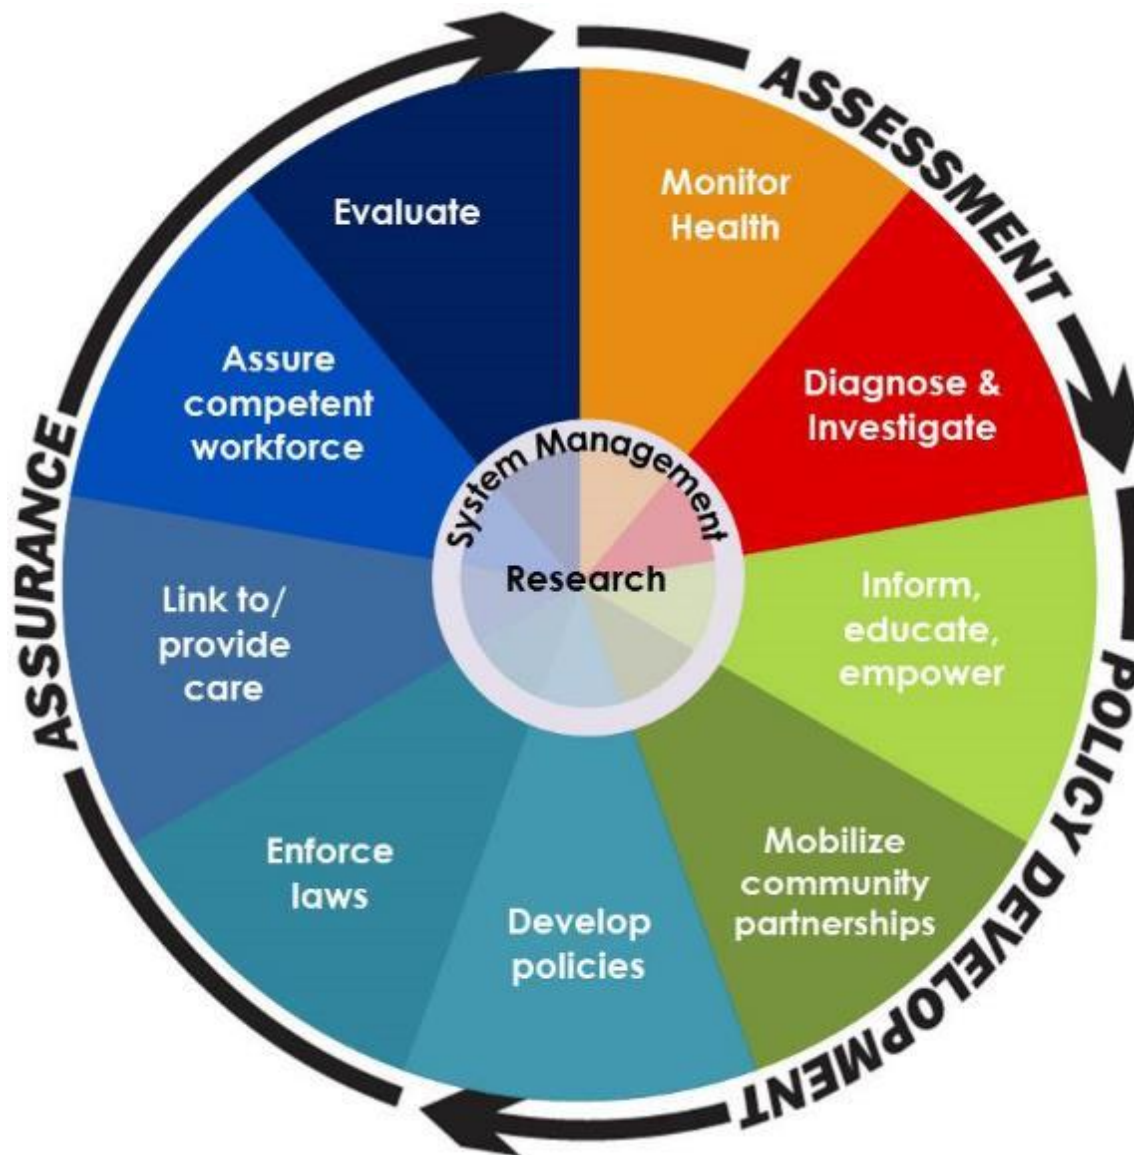 ASSESSMENT
Monitor
Health
Diagnose &
Investigate
Inform,
educate,
empower
POLICY DEVELOPMENT
Mobilize
community
partnerships
Develop
policies
Enforce
laws
ASSURANCE
Link to/
provide
care
Assure
competent
workforce
Evaluate
System Management
Research